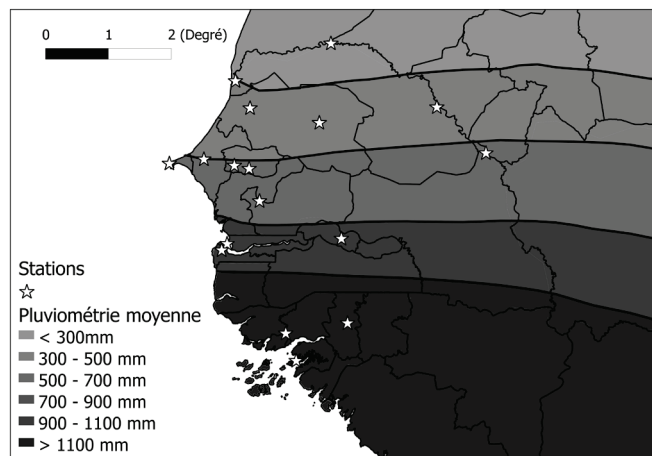 0 1 2 (Degré)
Stations
Pluviométrie moyenne
< 300mm
300 - 500 mm
500 - 700 mm
700 - 900 mm
900 - 1100 mm
> 1100 mm